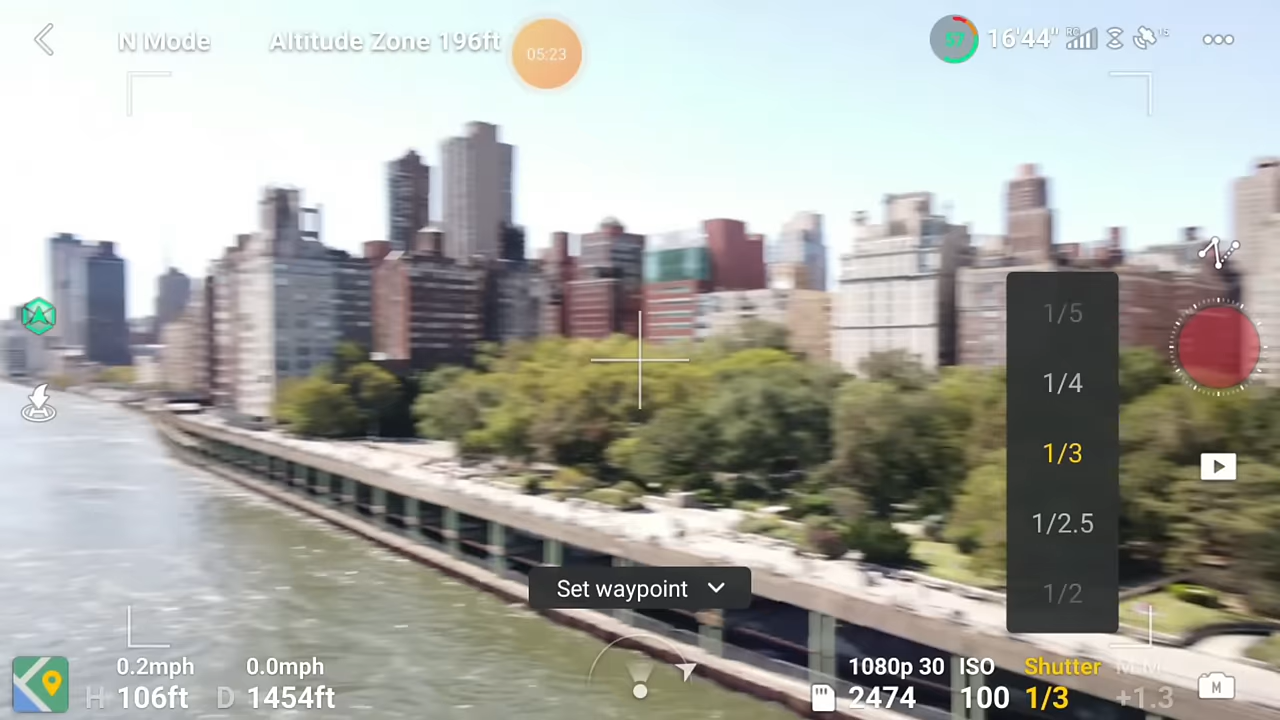 N Mode
Altitude Zone 196ft
05:23
57
16'44"
RC
15
1/5
1/4
1/3
1/2.5
1/2
Set waypoint
0.2mph
0.0mph
H 106ft
D 1454ft
1080p 30
2474
ISO
100
Shutter
1/3
M.M
+1.3
M